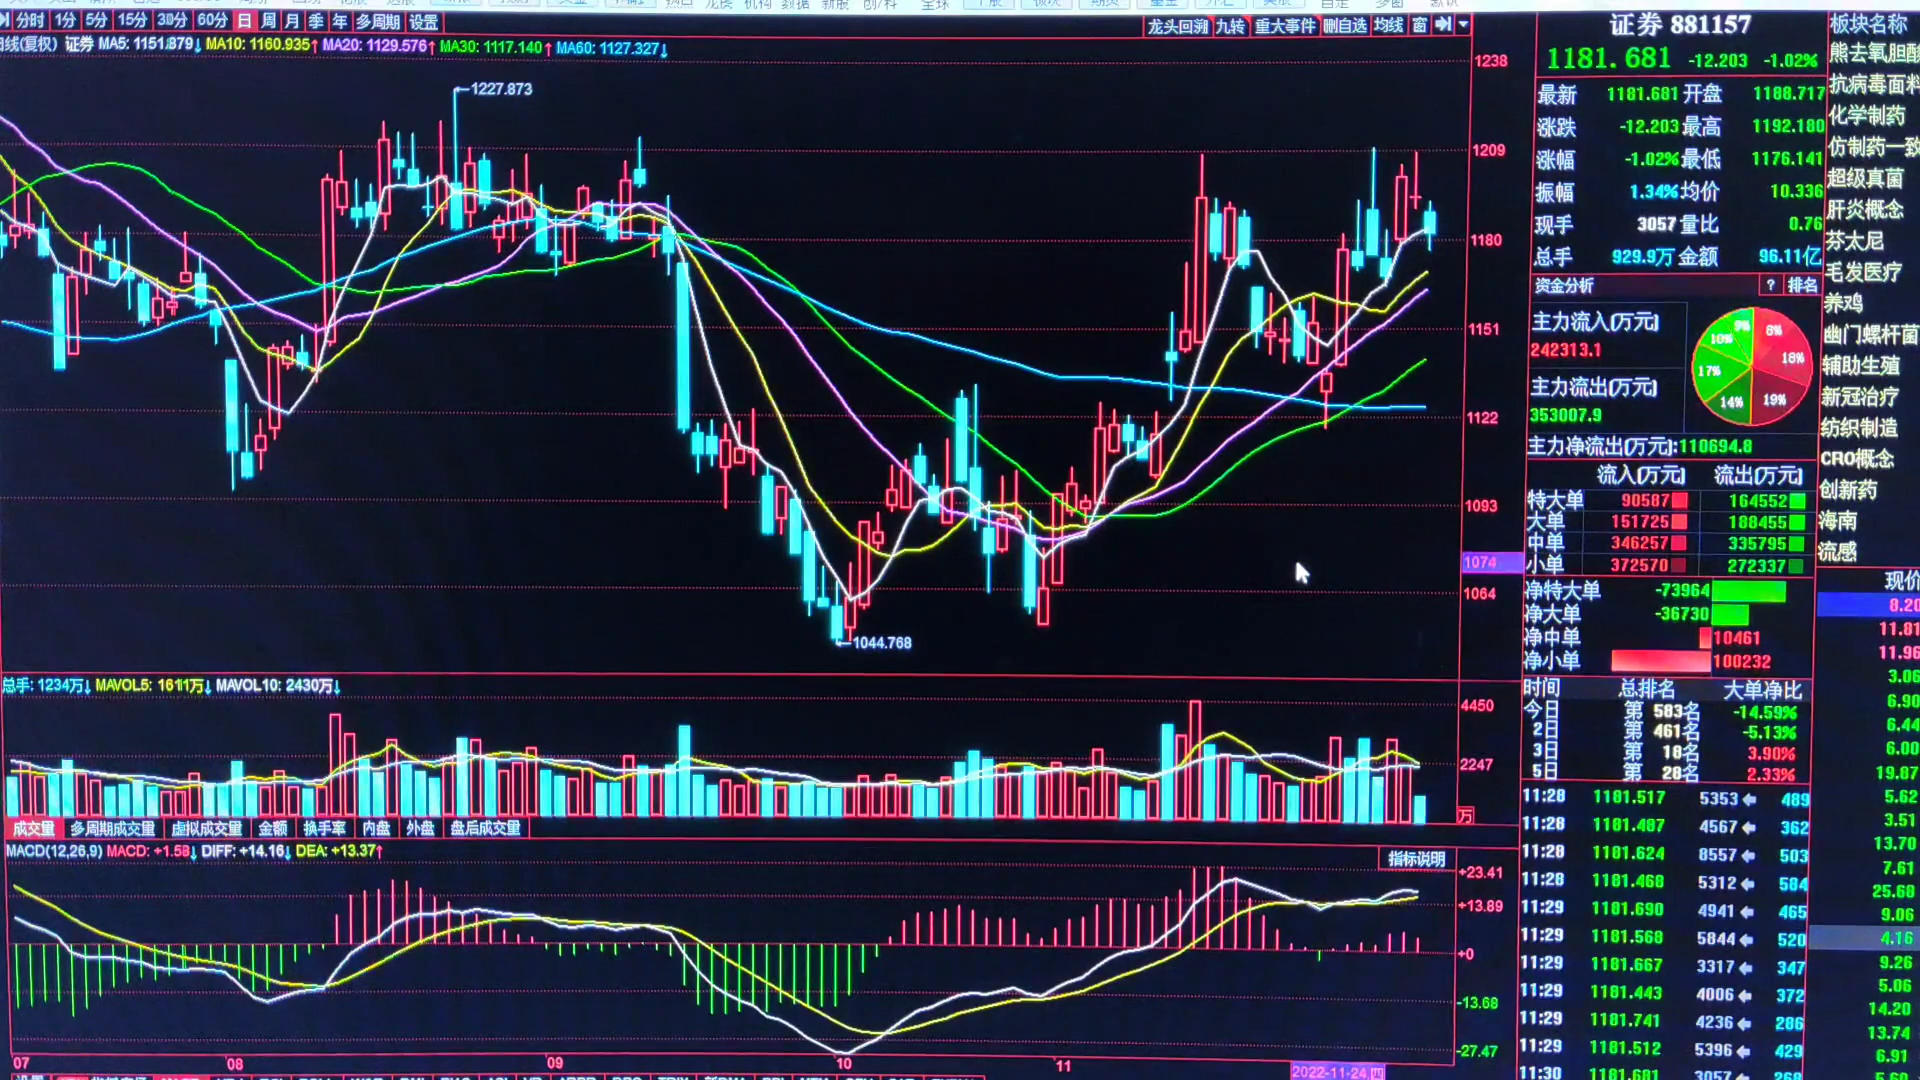 分时 1分 5分 15分 30分 60分 日 周 月 季 年 多周期 设置
龙头回溯 九转 重大事件 删自选 均线 窗
日线(复权) 证券 MA5: 1151.879↓ MA10: 1160.935↑ MA20: 1129.576↑ MA30: 1117.140↑ MA60: 1127.327↓
1238
1227.873
1209
1180
1151
1122
1093
1074
1064
1044.768
总手: 1234万↓ MAVOL5: 1611万↓ MAVOL10: 2430万↓
4450
2247
万
成交量 多周期成交量 虚拟成交量 金额 换手率 内盘 外盘 盘后成交量
MACD(12,26,9) MACD: +1.58↓ DIFF: +14.16↓ DEA: +13.37↑
指标说明
+23.41
+13.89
+0
-13.68
-27.47
07 08 09 10 11 2022-11-24,四
证券 881157
1181.681 -12.203 -1.02%
最新 1181.681 开盘 1188.717
涨跌 -12.203 最高 1192.180
涨幅 -1.02% 最低 1176.141
振幅 1.34% 均价 10.336
现手 3057 量比 0.76
总手 929.9万 金额 96.11亿
资金分析 ? 排名
主力流入(万元)
242313.1
主力流出(万元)
353007.9
9% 6% 10% 18% 17% 14% 19%
主力净流出(万元):110694.8
流入(万元) 流出(万元)
特大单 90587 164552
大单 151725 188455
中单 346257 335795
小单 372570 272337
净特大单 -73964
净大单 -36730
净中单 10461
净小单 100232
时间 总排名 大单净比
今日 第 583名 -14.59%
2日 第 461名 -5.13%
3日 第 18名 3.90%
5日 第 28名 2.33%
11:28 1181.517 5353 489
11:28 1181.487 4567 362
11:28 1181.624 8557 503
11:28 1181.468 5312 584
11:29 1181.690 4941 465
11:29 1181.568 5844 520
11:29 1181.667 3317 347
11:29 1181.443 4006 372
11:29 1181.741 4236 286
11:29 1181.512 5396 429
11:30 1181.681 3057 268
板块名称
熊去氧胆酸
抗病毒面料
化学制药
仿制药一致
超级真菌
肝炎概念
芬太尼
毛发医疗
养鸡
幽门螺杆菌
辅助生殖
新冠治疗
纺织制造
CRO概念
创新药
海南
流感
现价
8.20
11.81
11.96
3.06
6.90
6.44
6.00
19.87
5.62
3.51
13.70
7.61
25.68
9.06
4.16
9.26
5.06
14.20
13.74
6.91